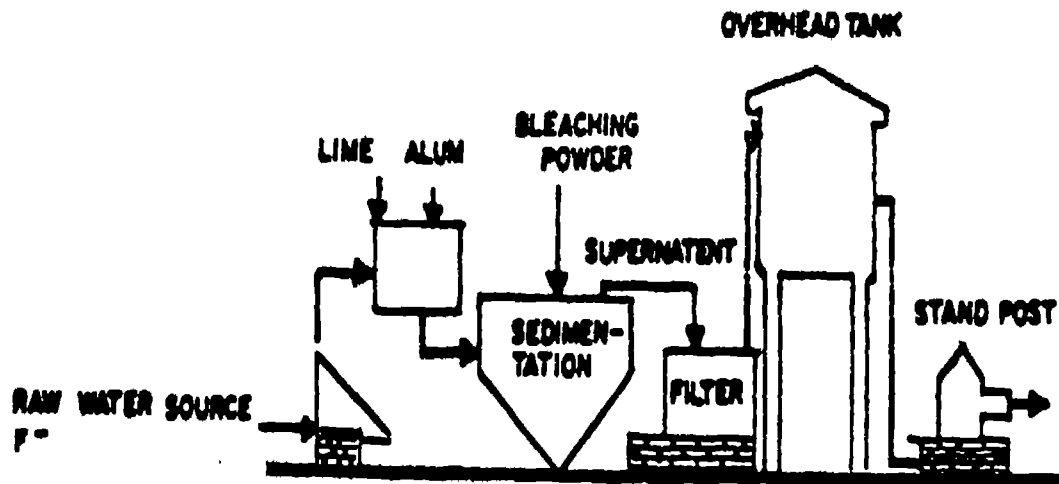 OVERHEAD TANK
LIME ALUM
BLEACHING
POWDER
SUPERNATENT
SEDIMEN-
TATION
FILTER
STAND POST
RAW WATER SOURCE
F-